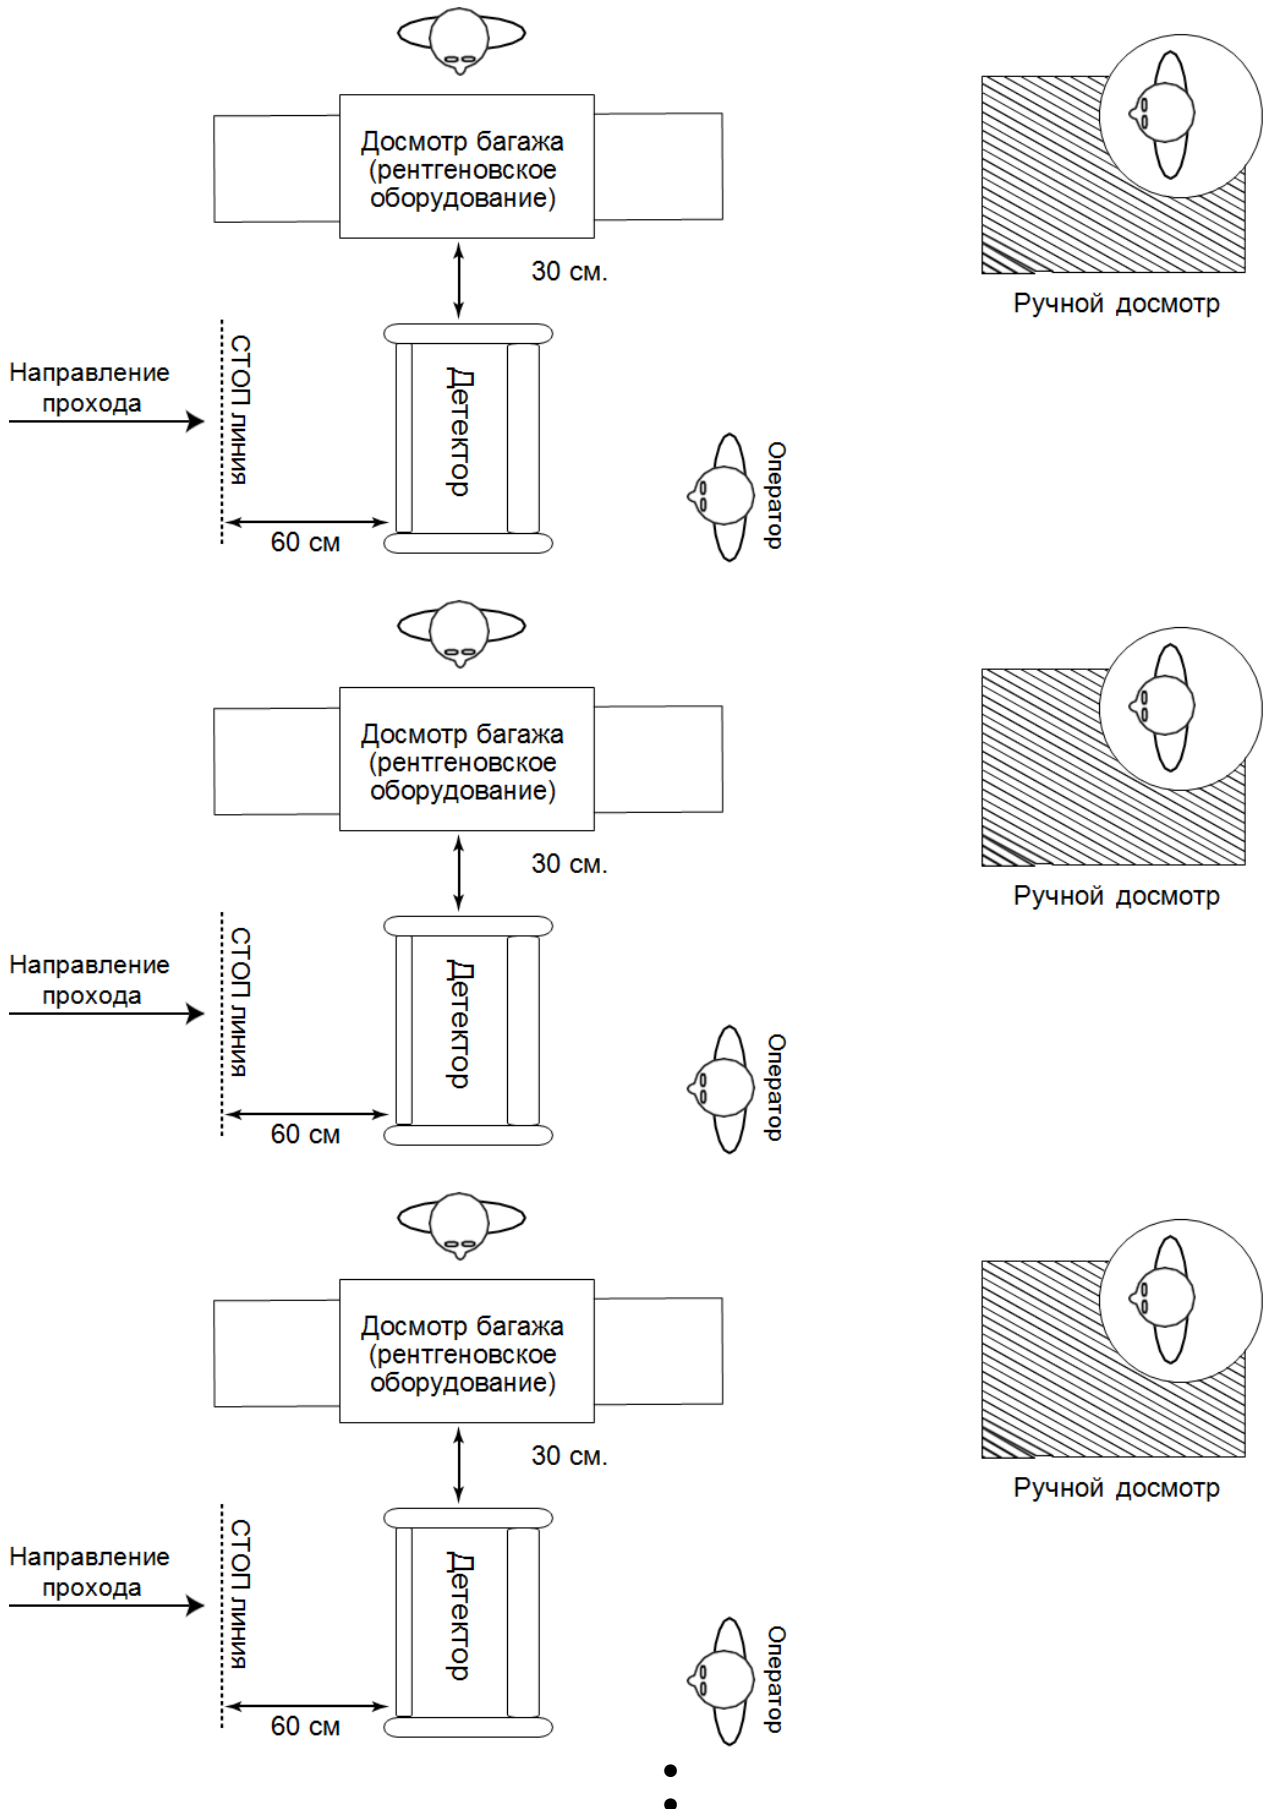 Досмотр багажа
(рентгеновское
оборудование)
30 см.
Ручной досмотр
Направление
прохода
СТОП линия
Детектор
Оператор
60 см
Досмотр багажа
(рентгеновское
оборудование)
30 см.
Ручной досмотр
Направление
прохода
СТОП линия
Детектор
Оператор
60 см
Досмотр багажа
(рентгеновское
оборудование)
30 см.
Ручной досмотр
Направление
прохода
СТОП линия
Детектор
Оператор
60 см